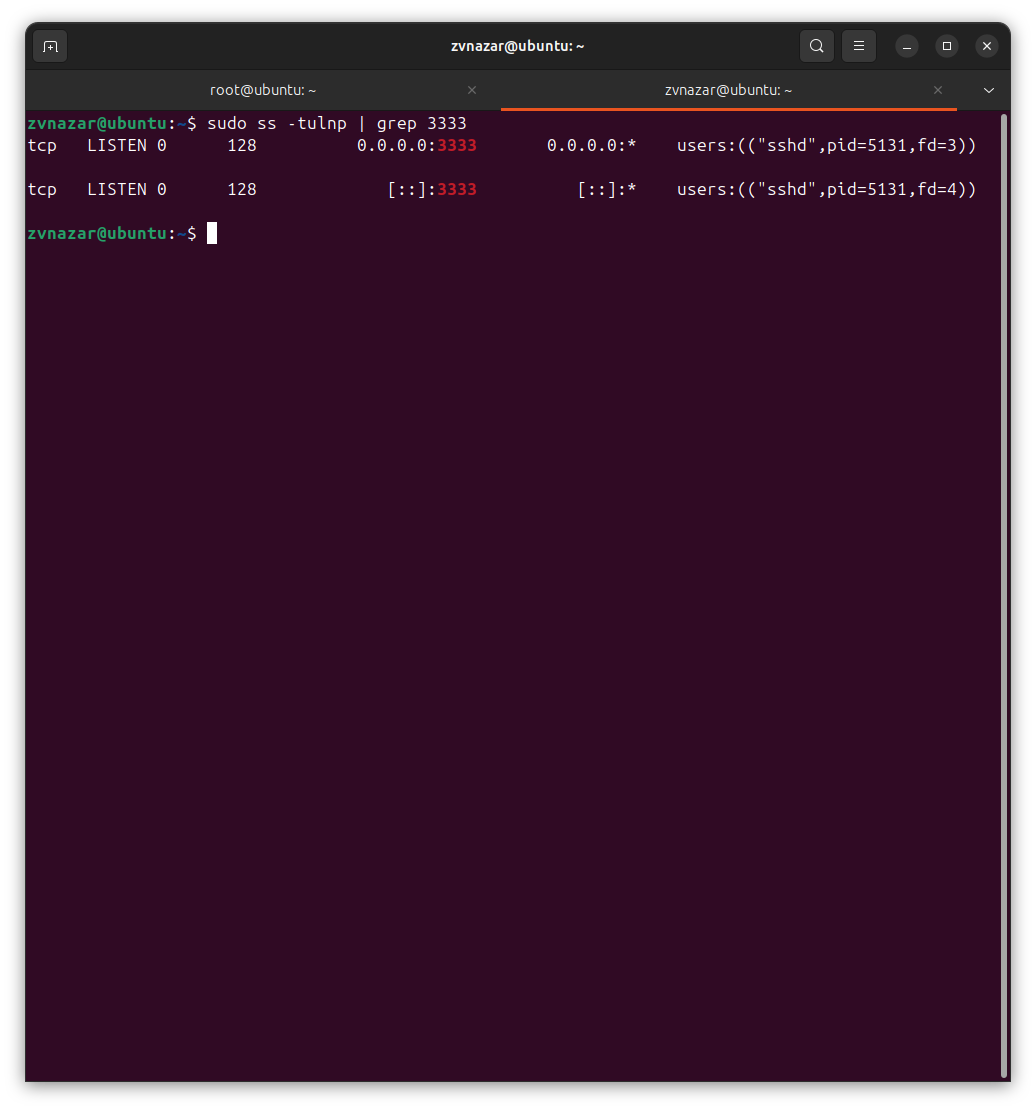 zvnazar@ubuntu: ~
root@ubuntu: ~
zvnazar@ubuntu: ~
zvnazar@ubuntu:~$ sudo ss -tulnp | grep 3333
tcp   LISTEN 0      128          0.0.0.0:3333       0.0.0.0:*    users:(("sshd",pid=5131,fd=3))
tcp   LISTEN 0      128             [::]:3333          [::]:*    users:(("sshd",pid=5131,fd=4))
zvnazar@ubuntu:~$